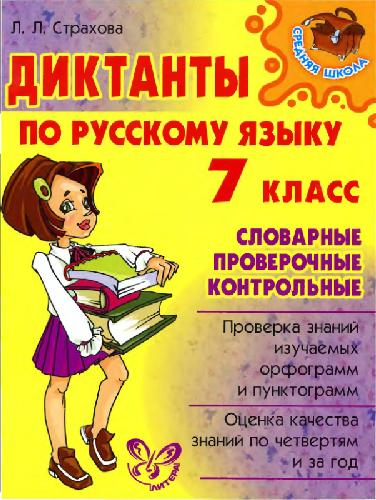 Л. Л. Страхова
СРЕДНЯЯ ШКОЛА
ДИКТАНТЫ
ПО РУССКОМУ ЯЗЫКУ
7 КЛАСС
СЛОВАРНЫЕ
ПРОВЕРОЧНЫЕ
КОНТРОЛЬНЫЕ
Проверка знаний
изучаемых
орфограмм
и пунктограмм
Оценка качества
знаний по четвертям
и за год
ЛИТЕРА